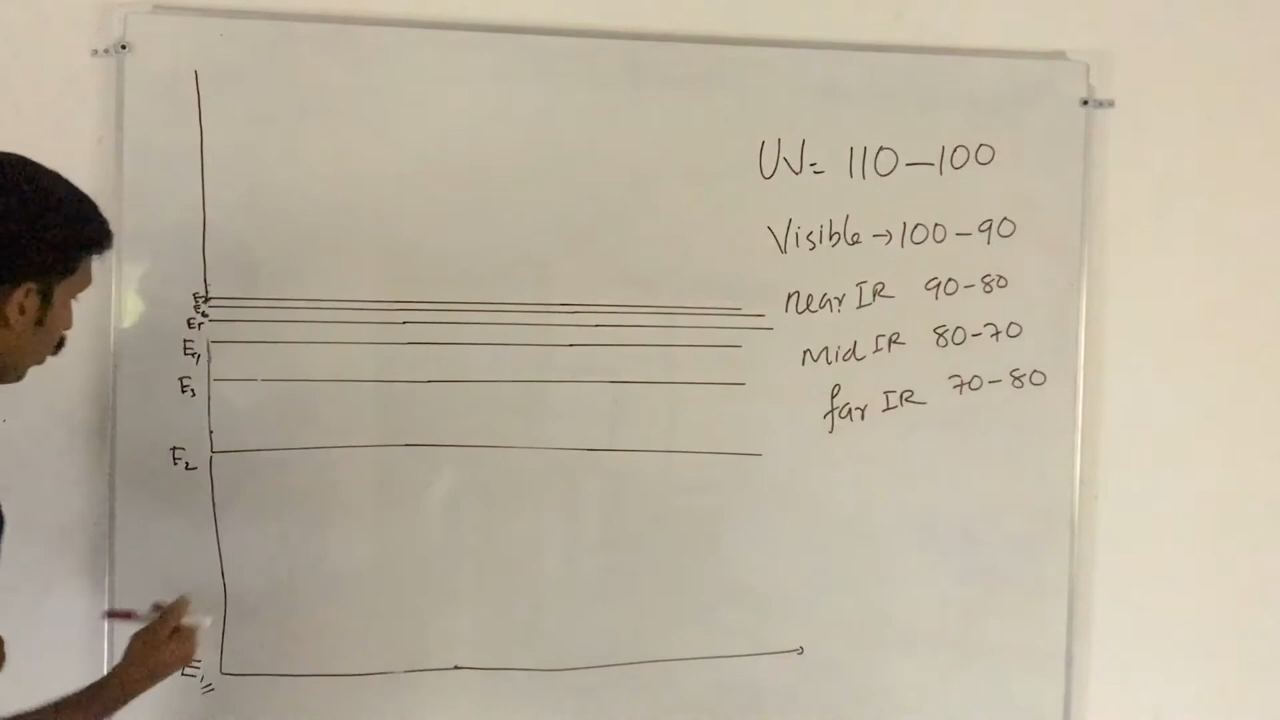 UV= 110-100
Visible → 100-90
near IR 90-80
Mid IR 80-70
far IR 70-80
E6
E5
E4
E3
E2
E1